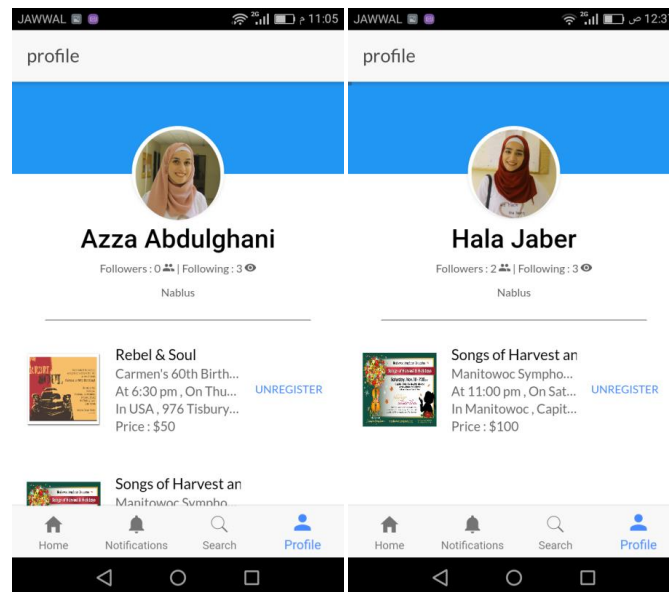 JAWWAL 2G م 11:05
profile
Azza Abdulghani
Followers : 0 | Following : 3
Nablus
Rebel & Soul
Carmen's 60th Birth...
At 6:30 pm , On Thu...
In USA , 976 Tisbury...
Price : $50
UNREGISTER
Songs of Harvest an
Manitowoc Sympho...
Home Notifications Search Profile
JAWWAL 2G ص 12:37
profile
Hala Jaber
Followers : 2 | Following : 3
Nablus
Songs of Harvest an
Manitowoc Sympho...
At 11:00 pm , On Sat...
In Manitowoc , Capit...
Price : $100
UNREGISTER
Home Notifications Search Profile